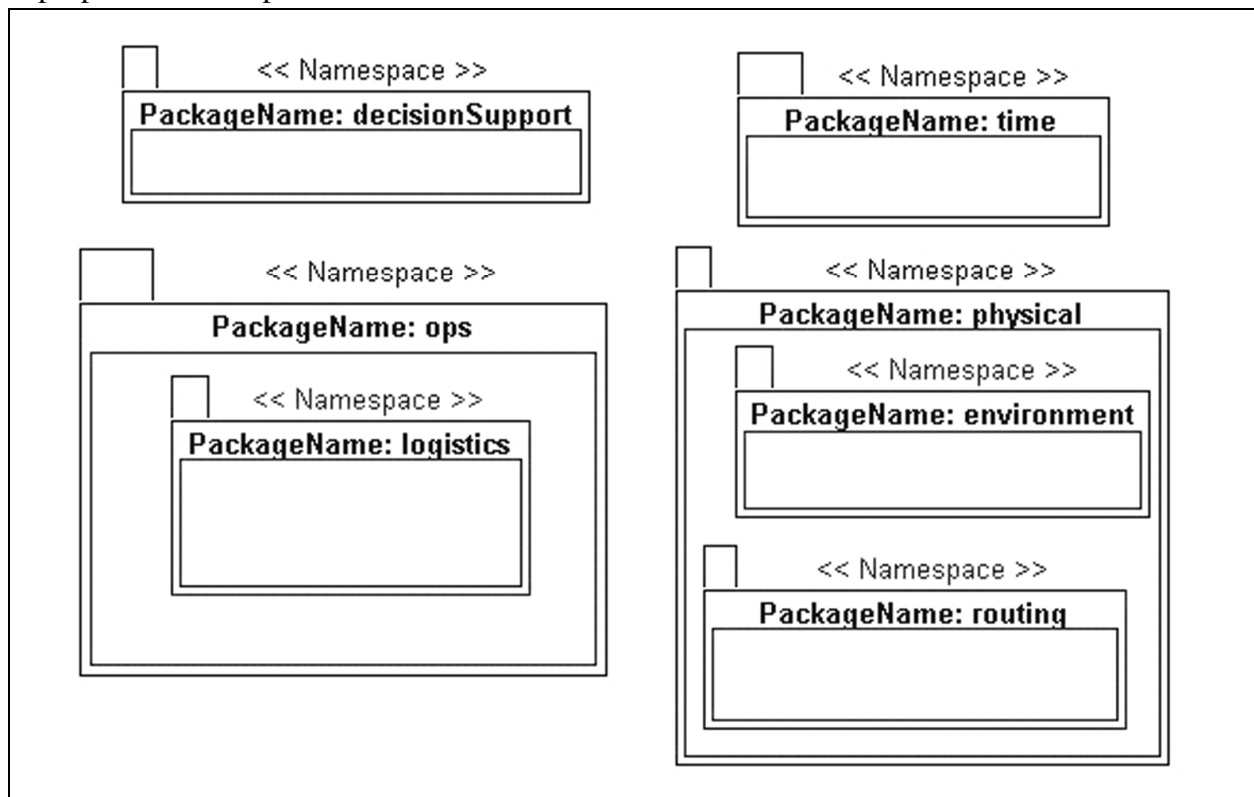 << Namespace >>
PackageName: decisionSupport
<< Namespace >>
PackageName: time
<< Namespace >>
PackageName: ops
<< Namespace >>
PackageName: logistics
<< Namespace >>
PackageName: physical
<< Namespace >>
PackageName: environment
<< Namespace >>
PackageName: routing